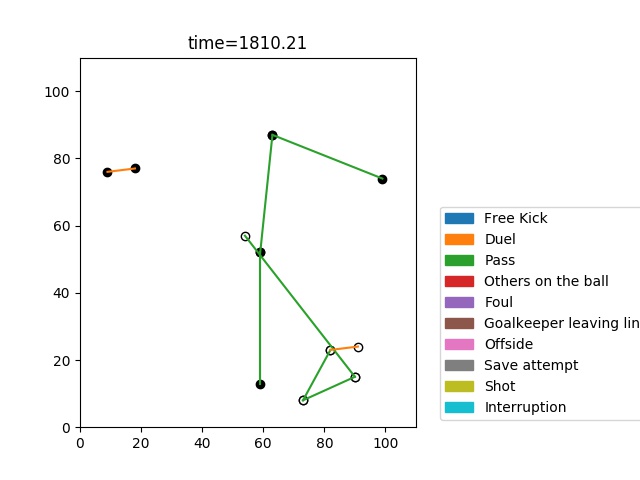 time=1810.21
100
80
60
40
20
0
0 20 40 60 80 100
Free Kick
Duel
Pass
Others on the ball
Foul
Goalkeeper leaving lin
Offside
Save attempt
Shot
Interruption